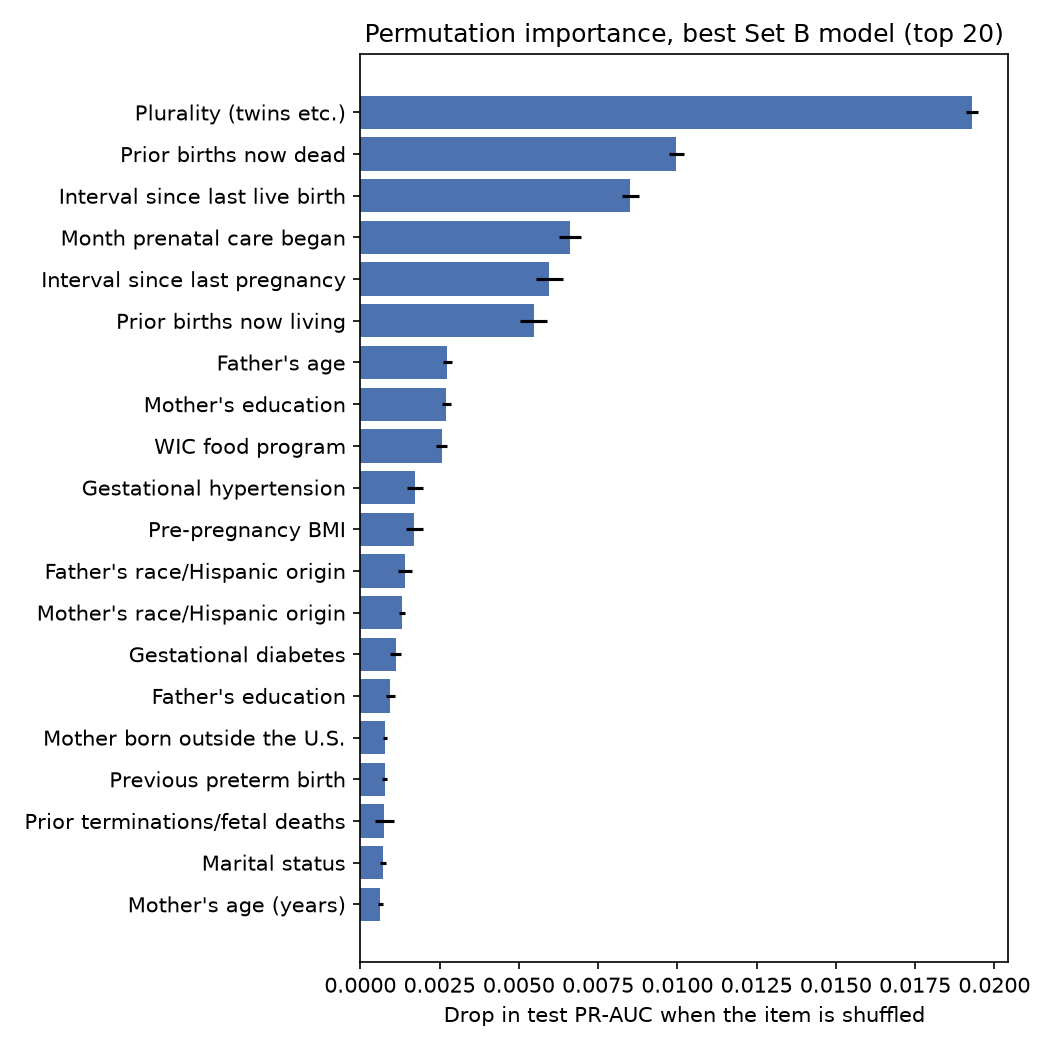 Permutation importance, best Set B model (top 20)
Plurality (twins etc.)
Prior births now dead
Interval since last live birth
Month prenatal care began
Interval since last pregnancy
Prior births now living
Father's age
Mother's education
WIC food program
Gestational hypertension
Pre-pregnancy BMI
Father's race/Hispanic origin
Mother's race/Hispanic origin
Gestational diabetes
Father's education
Mother born outside the U.S.
Previous preterm birth
Prior terminations/fetal deaths
Marital status
Mother's age (years)
0.0000 0.0025 0.0050 0.0075 0.0100 0.0125 0.0150 0.0175 0.0200
Drop in test PR-AUC when the item is shuffled